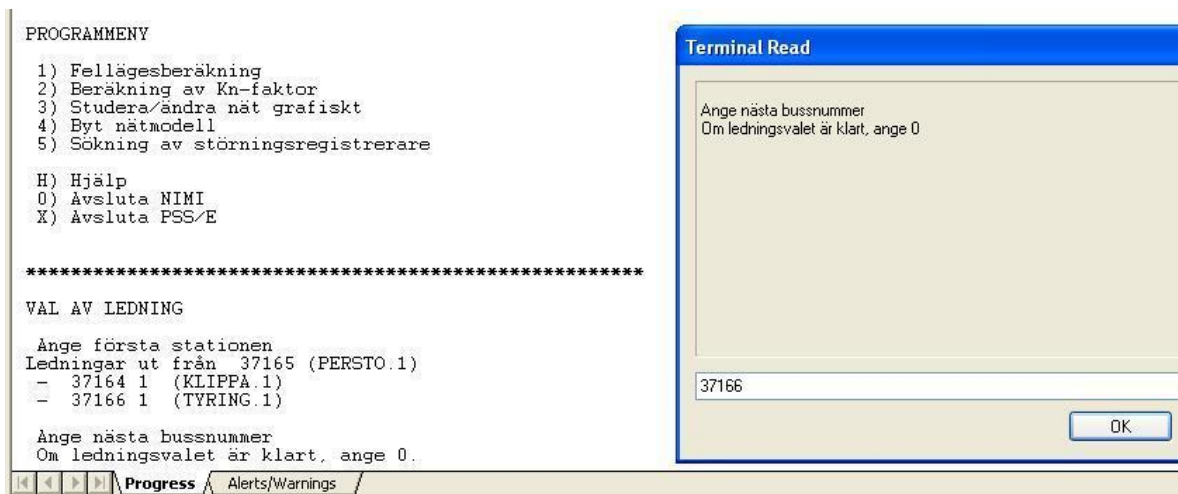 PROGRAMMENY
1) Fellägesberäkning
2) Beräkning av Kn-faktor
3) Studera/ändra nät grafiskt
4) Byt nätmodell
5) Sökning av störningsregistrerare
H) Hjälp
0) Avsluta NIMI
X) Avsluta PSS/E
*******************************************************
VAL AV LEDNING
Ange första stationen
Ledningar ut från 37165 (PERSTO.1)
- 37164 1 (KLIPPA.1)
- 37166 1 (TYRING.1)
Ange nästa bussnummer
Om ledningsvalet är klart, ange 0.
Progress Alerts/Warnings
Terminal Read
Ange nästa bussnummer
Om ledningsvalet är klart, ange 0
37166
OK